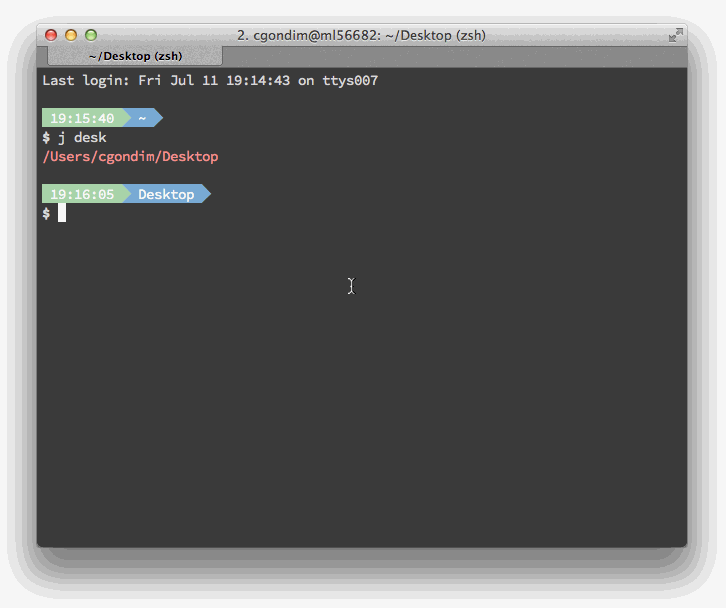 2. cgondim@ml56682: ~/Desktop (zsh)
~/Desktop (zsh)
Last login: Fri Jul 11 19:14:43 on ttys007
19:15:40 ~
$ j desk
/Users/cgondim/Desktop
19:16:05 Desktop
$